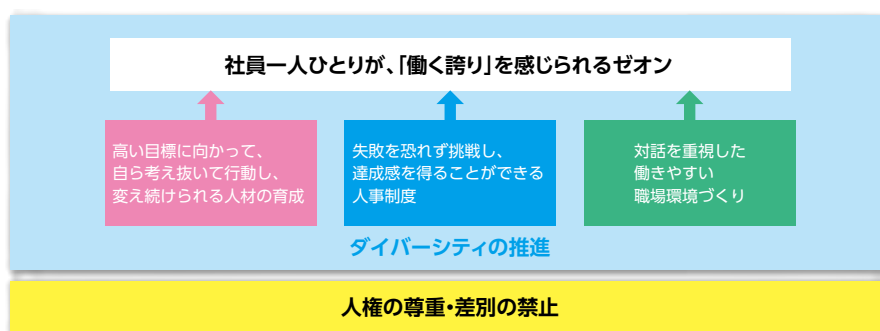 社員一人ひとりが、「働く誇り」を感じられるゼオン
高い目標に向かって、
自ら考え抜いて行動し、
変え続けられる人材の育成
失敗を恐れず挑戦し、
達成感を得ることができる
人事制度
対話を重視した
働きやすい
職場環境づくり
ダイバーシティの推進
人権の尊重・差別の禁止